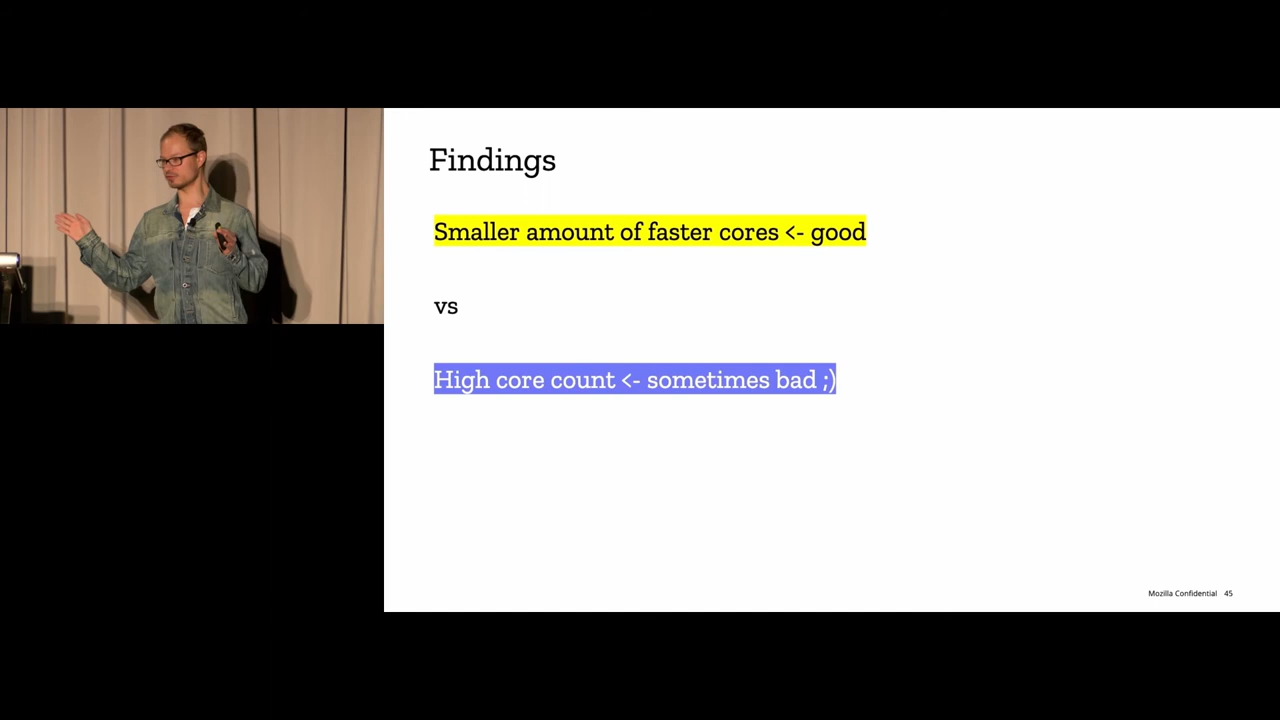 Findings
Smaller amount of faster cores <- good
vs
High core count <- sometimes bad ;)
Mozilla Confidential 45